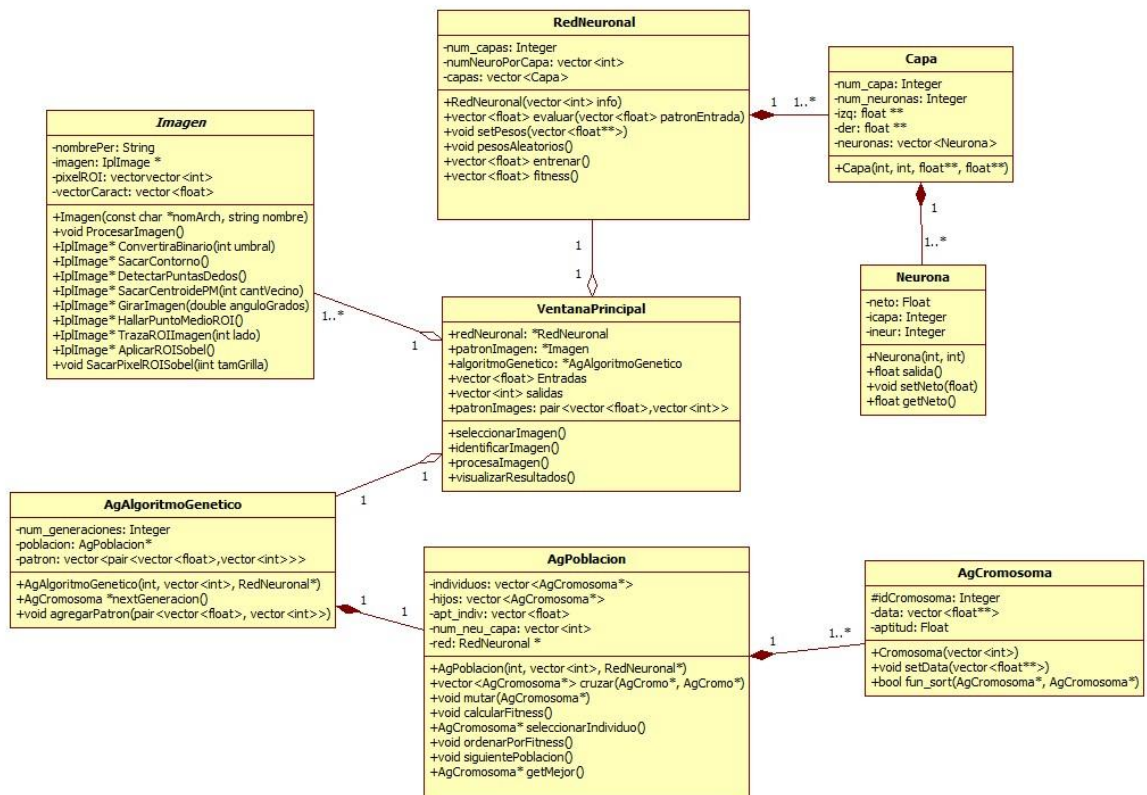 RedNeuronal
-num_capas: Integer
-numNeuroPorCapa: vector<int>
-capas: vector<Capa>
+RedNeuronal(vector<int> info)
+vector<float> evaluar(vector<float> patronEntrada)
+void setPesos(vector<float**>)
+void pesosAleatorios()
+vector<float> entrenar()
+vector<float> fitness()
1
1..*
Capa
-num_capa: Integer
-num_neuronas: Integer
-izq: float **
-der: float **
-neuronas: vector<Neurona>
+Capa(int, int, float**, float**)
1
1..*
Imagen
-nombrePer: String
-imagen: IplImage *
-pixelROI: vectorvector<int>
-vectorCaract: vector<float>
+Imagen(const char *nomArch, string nombre)
+void ProcesarImagen()
+IplImage* ConvertiraBinario(int umbral)
+IplImage* SacarContorno()
+IplImage* DetectarPuntasDedos()
+IplImage* SacarCentroidePM(int cantVecino)
+IplImage* GirarImagen(double anguloGrados)
+IplImage* HallarPuntoMedioROI()
+IplImage* TrazaROIImagen(int lado)
+IplImage* AplicarROISobel()
+void SacarPixelROISobel(iint tamGrilla)
1..*
1
1
1
Neurona
-neto: Float
-icapa: Integer
-ineur: Integer
+Neurona(int, int)
+float salida()
+void setNeto(float)
+float getNeto()
VentanaPrincipal
+redNeuronal: *RedNeuronal
+patronImagen: *Imagen
+algoritmoGenetico: *AgAlgoritmoGenetico
+vector<float> Entradas
+vector<int> salidas
+patronImages: pair<vector<float>,vector<int>>
+seleccionarImagen()
+identificarImagen()
+procesaImagen()
+visualizarResultados()
1
1
AgAlgoritmoGenetico
-num_generaciones: Integer
-poblacion: AgPoblacion*
-patron: vector<pair<vector<float>,vector<int>>>
+AgAlgoritmoGenetico(int, vector<int>, RedNeuronal*)
+AgCromosoma *nextGeneracion()
+void agregarPatron(pair<vector<float>, vector<int>>)
1
1
AgPoblacion
-individuos: vector<AgCromosoma*>
-hijos: vector<AgCromosoma*>
-apt_indiv: vector<float>
-num_neu_capa: vector<int>
-red: RedNeuronal *
+AgPoblacion(int, vector<int>, RedNeuronal*)
+vector<AgCromosoma*> cruzar(AgCromo*, AgCromo*)
+void mutar(AgCromosoma*)
+void calcularFitness()
+AgCromosoma* seleccionarIndividuo()
+void ordenarPorFitness()
+void siguientePoblacion()
+AgCromosoma* getMejor()
1
1..*
AgCromosoma
#idCromosoma: Integer
-data: vector<float**>
-aptitud: Float
+Cromosoma(vector<int>)
+void setData(vector<float**>)
+bool fun_sort(AgCromosoma*, AgCromosoma*)